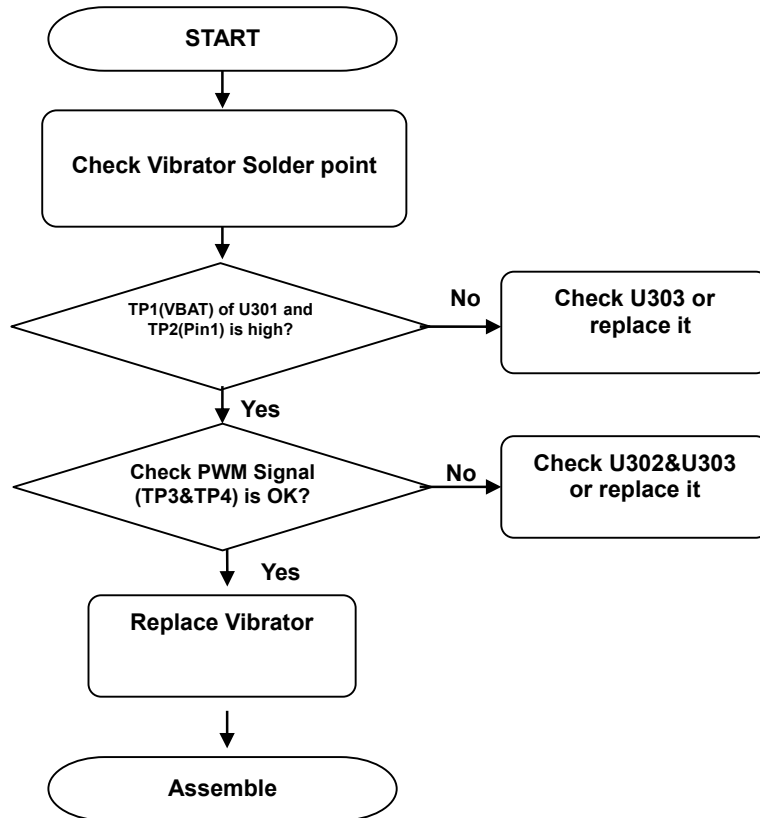 START
Check Vibrator Solder point
TP1(VBAT) of U301 and
TP2(Pin1) is high?
No
Check U303 or
replace it
Yes
Check PWM Signal
(TP3&TP4) is OK?
No
Check U302&U303
or replace it
Yes
Replace Vibrator
Assemble